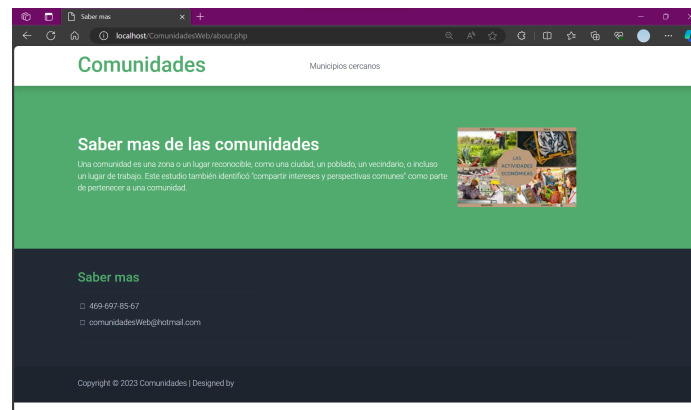 Saber mas
localhost/ComunidadesWeb/about.php
Comunidades
Municipios cercanos
Saber mas de las comunidades
Una comunidad es una zona o un lugar reconocible, como una ciudad, un poblado, un vecindario, o incluso
un lugar de trabajo. Este estudio también identificó "compartir intereses y perspectivas comunes" como parte
de pertenecer a una comunidad.
LAS
ACTIVIDADES
ECONÓMICAS
Saber mas
469-697-85-67
comunidadesWeb@hotmail.com
Copyright © 2023 Comunidades | Designed by